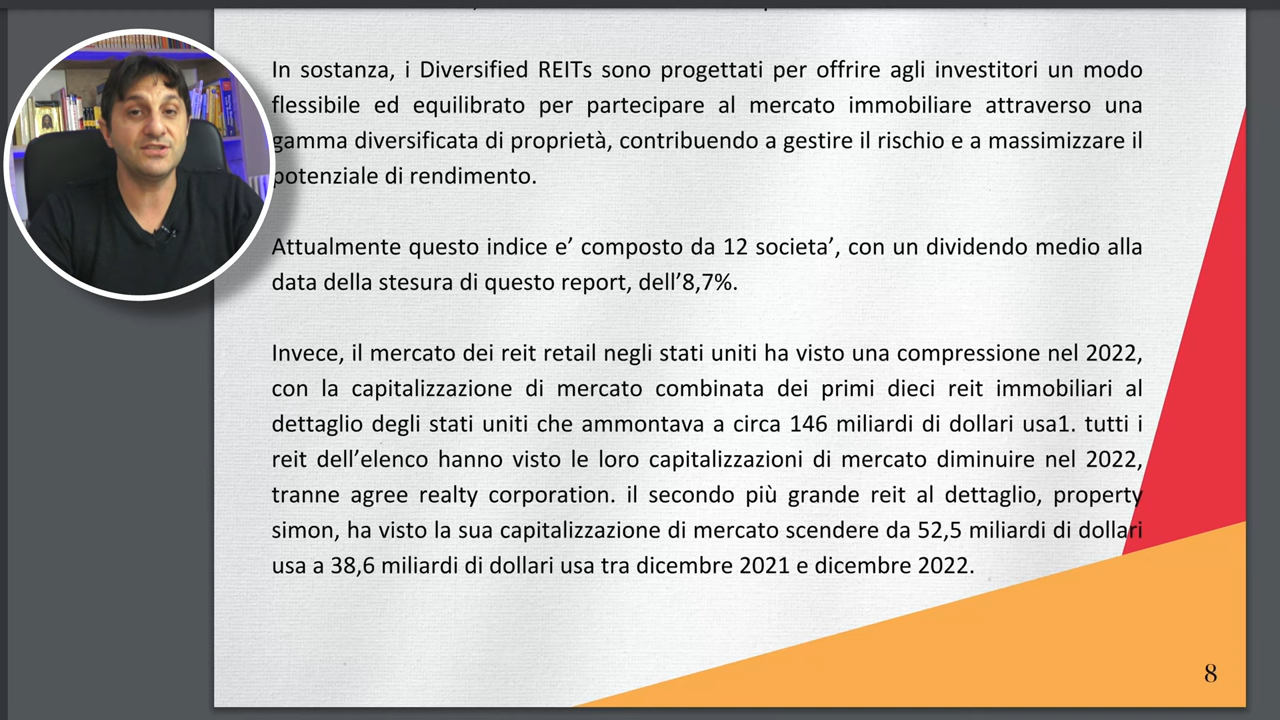 In sostanza, i Diversified REITs sono progettati per offrire agli investitori un modo
flessibile ed equilibrato per partecipare al mercato immobiliare attraverso una
gamma diversificata di proprietà, contribuendo a gestire il rischio e a massimizzare il
potenziale di rendimento.
Attualmente questo indice e’ composto da 12 societa’, con un dividendo medio alla
data della stesura di questo report, dell’8,7%.
Invece, il mercato dei reit retail negli stati uniti ha visto una compressione nel 2022,
con la capitalizzazione di mercato combinata dei primi dieci reit immobiliari al
dettaglio degli stati uniti che ammontava a circa 146 miliardi di dollari usa1. tutti i
reit dell’elenco hanno visto le loro capitalizzazioni di mercato diminuire nel 2022,
tranne agree realty corporation. il secondo più grande reit al dettaglio, property
simon, ha visto la sua capitalizzazione di mercato scendere da 52,5 miliardi di dollari
usa a 38,6 miliardi di dollari usa tra dicembre 2021 e dicembre 2022.
8